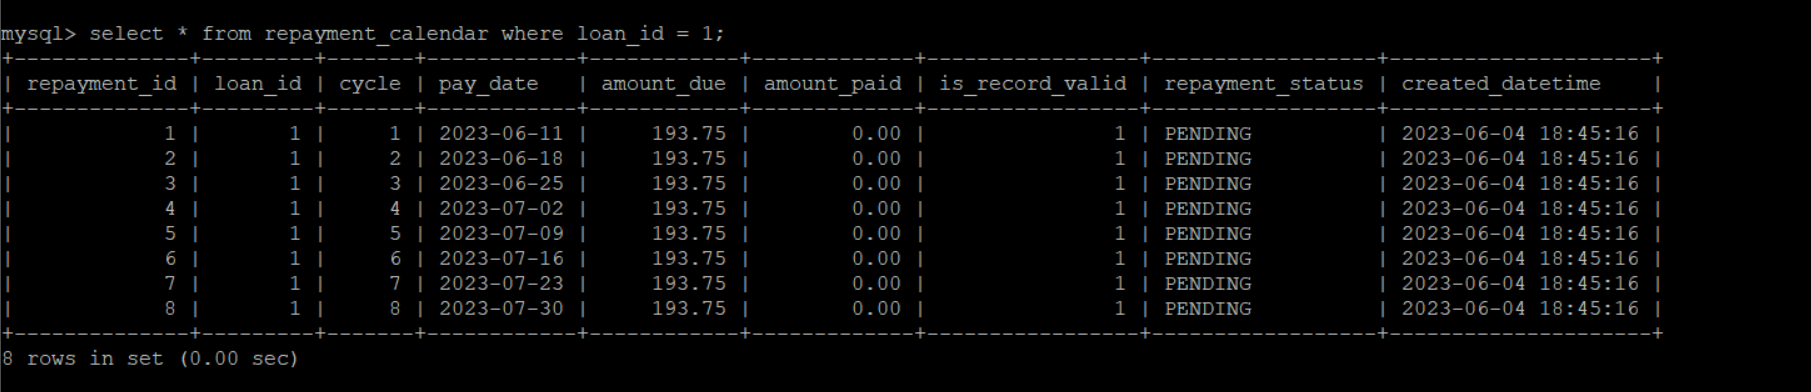 mysql> select * from repayment_calendar where loan_id = 1;
+--------------+---------+-------+------------+------------+-------------+-----------------+------------------+---------------------+
| repayment_id | loan_id | cycle | pay_date   | amount_due | amount_paid | is_record_valid | repayment_status | created_datetime    |
+--------------+---------+-------+------------+------------+-------------+-----------------+------------------+---------------------+
|            1 |       1 |     1 | 2023-06-11 |     193.75 |        0.00 |               1 | PENDING          | 2023-06-04 18:45:16 |
|            2 |       1 |     2 | 2023-06-18 |     193.75 |        0.00 |               1 | PENDING          | 2023-06-04 18:45:16 |
|            3 |       1 |     3 | 2023-06-25 |     193.75 |        0.00 |               1 | PENDING          | 2023-06-04 18:45:16 |
|            4 |       1 |     4 | 2023-07-02 |     193.75 |        0.00 |               1 | PENDING          | 2023-06-04 18:45:16 |
|            5 |       1 |     5 | 2023-07-09 |     193.75 |        0.00 |               1 | PENDING          | 2023-06-04 18:45:16 |
|            6 |       1 |     6 | 2023-07-16 |     193.75 |        0.00 |               1 | PENDING          | 2023-06-04 18:45:16 |
|            7 |       1 |     7 | 2023-07-23 |     193.75 |        0.00 |               1 | PENDING          | 2023-06-04 18:45:16 |
|            8 |       1 |     8 | 2023-07-30 |     193.75 |        0.00 |               1 | PENDING          | 2023-06-04 18:45:16 |
+--------------+---------+-------+------------+------------+-------------+-----------------+------------------+---------------------+
8 rows in set (0.00 sec)